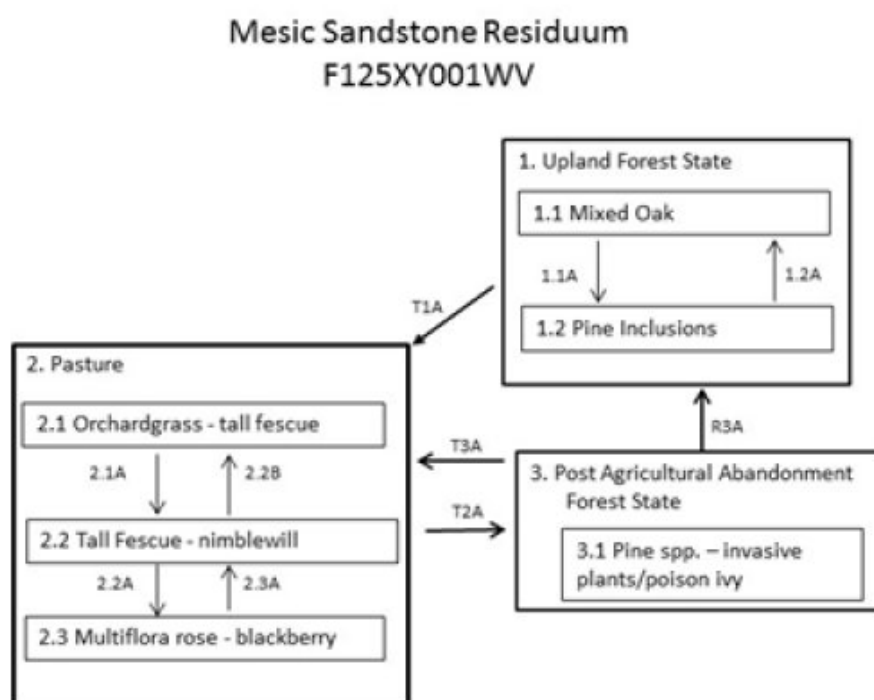 Mesic Sandstone Residuum
F125XY001WV
1. Upland Forest State
1.1 Mixed Oak
1.1A
1.2A
1.2 Pine Inclusions
T1A
2. Pasture
2.1 Orchardgrass - tall fescue
2.1A
2.2B
2.2 Tall Fescue - nimblewill
2.2A
2.3A
2.3 Multiflora rose - blackberry
T3A
T2A
R3A
3. Post Agricultural Abandonment
Forest State
3.1 Pine spp. – invasive
plants/poison ivy